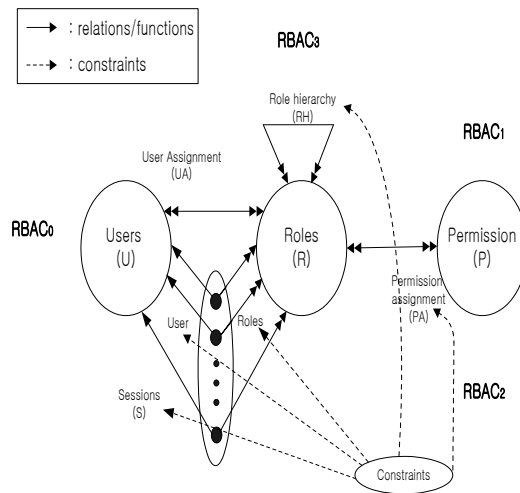 : relations/functions
: constraints
RBAC3
Role hierarchy
(RH)
RBAC1
User Assignment
(UA)
RBAC0
Users
(U)
Roles
(R)
Permission
(P)
Permission
assignment
(PA)
User
Roles
Sessions
(S)
RBAC2
Constraints